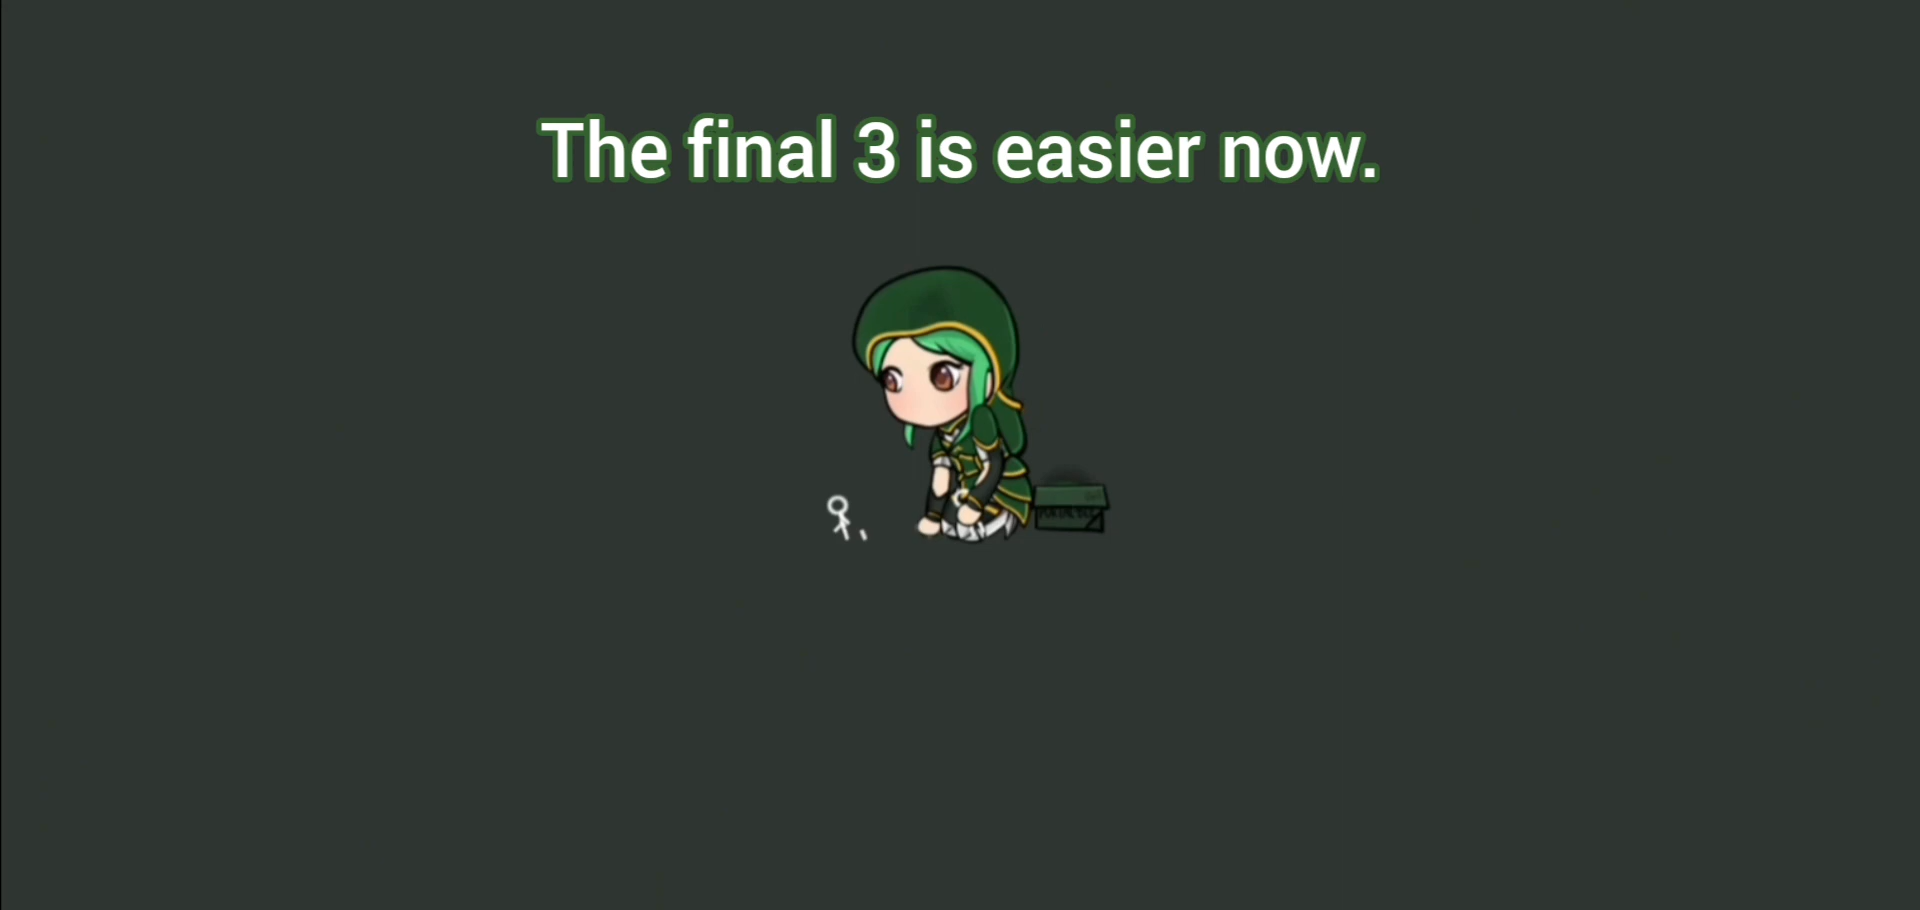 The final 3 is easier now.